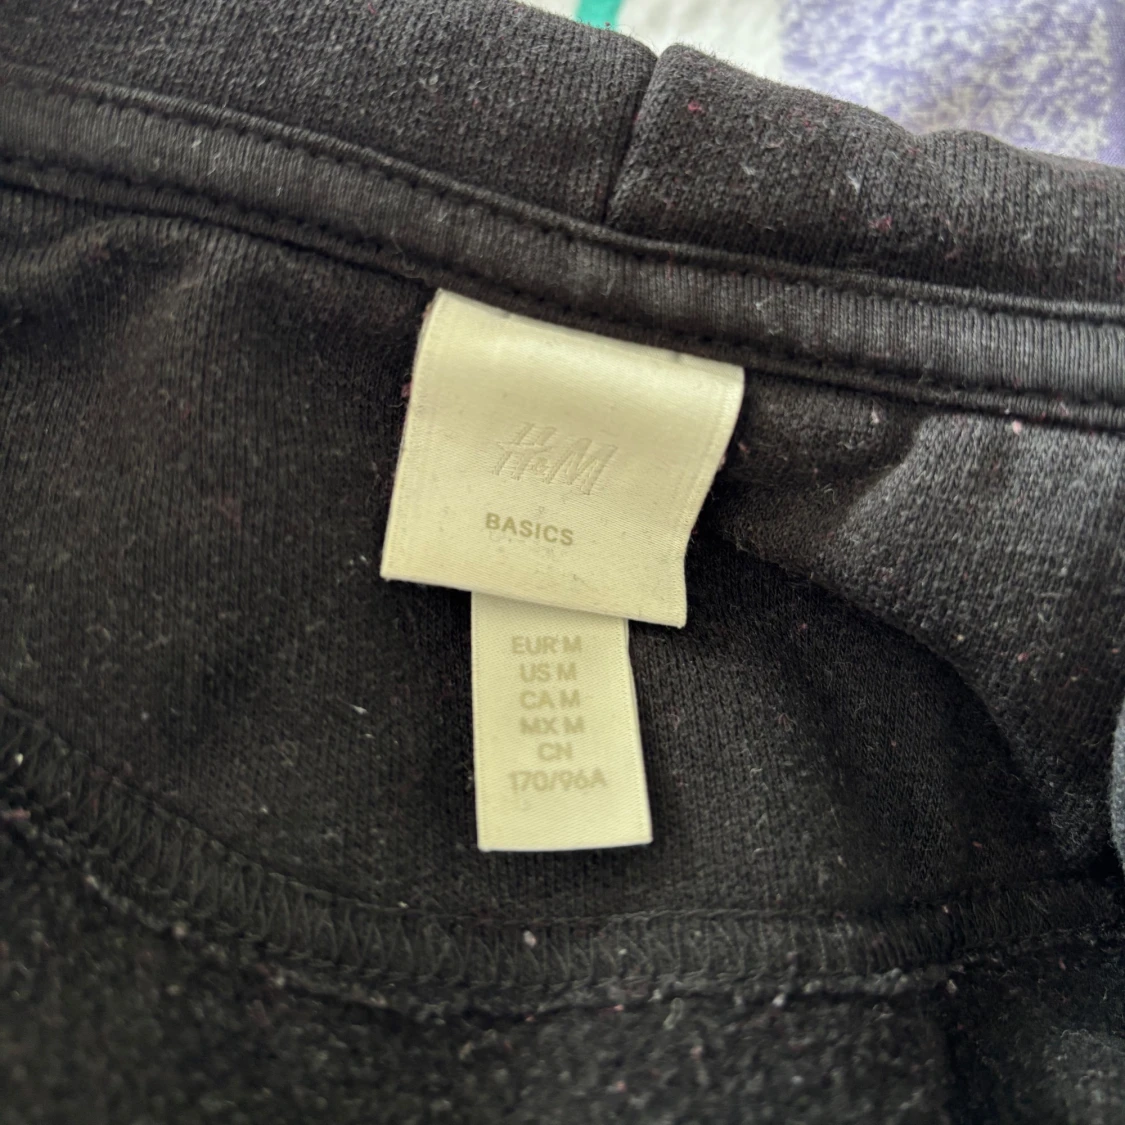 H&M
BASICS
EUR M
US M
CA M
MX M
CN
170/96A